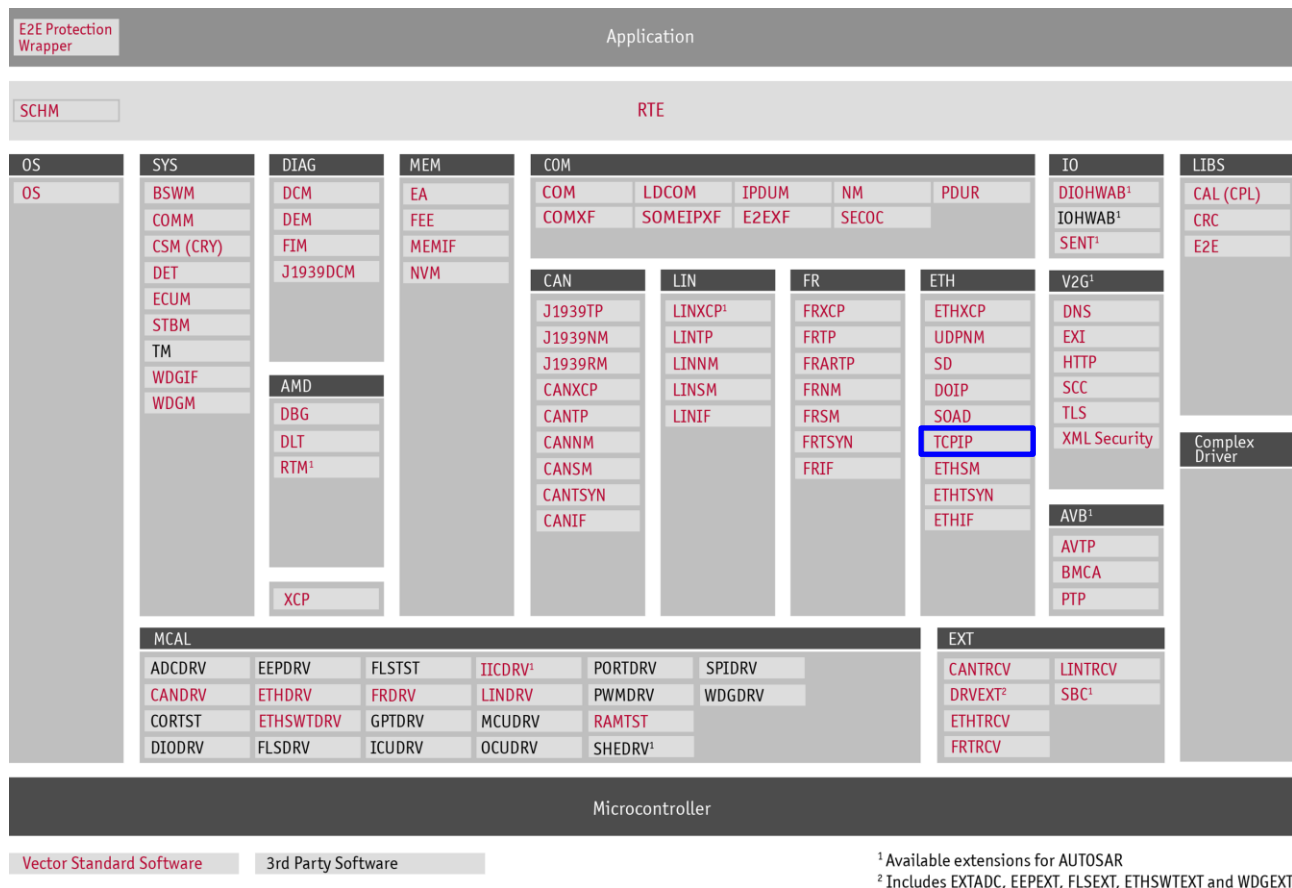 E2E Protection
Wrapper
Application
SCHM
RTE
OS
OS
SYS
BSWM
COMM
CSM (CRY)
DET
ECUM
STBM
TM
WDGIF
WDGM
DIAG
DCM
DEM
FIM
J1939DCM
AMD
DBG
DLT
RTM¹
XCP
MEM
EA
FEE
MEMIF
NVM
COM
COM LDCOM IPDUM NM PDUR
COMXF SOMEIPXF E2EXF SECOC
CAN
J1939TP
J1939NM
J1939RM
CANXCP
CANTP
CANNM
CANSM
CANTSYN
CANIF
LIN
LINXCP¹
LINTP
LINNM
LINSM
LINIF
FR
FRXCP
FRTP
FRARTP
FRNM
FRSM
FRTSYN
FRIF
ETH
ETHXCP
UDPNM
SD
DOIP
SOAD
TCPIP
ETHSM
ETHTSYN
ETHIF
IO
DIOHWAB¹
IOHWAB¹
SENT¹
V2G¹
DNS
EXI
HTTP
SCC
TLS
XML Security
AVB¹
AVTP
BMCA
PTP
LIBS
CAL (CPL)
CRC
E2E
Complex
Driver
MCAL
ADCDRV EEPDRV FLSTST IICDRV¹ PORTDRV SPIDRV
CANDRV ETHDRV FRDRV LINDRV PWMDRV WDGDRV
CORTST ETHSWTDRV GPTDRV MCUDRV RAMTST
DIODRV FLSDRV ICUDRV OCUDRV SHEDRV¹
EXT
CANTRCV LINTRCV
DRVEXT² SBC¹
ETHTRCV
FRTRCV
Microcontroller
Vector Standard Software
3rd Party Software
¹ Available extensions for AUTOSAR
² Includes EXTADC, EEPEXT, FLSEXT, ETHSWTEXT and WDGEXT